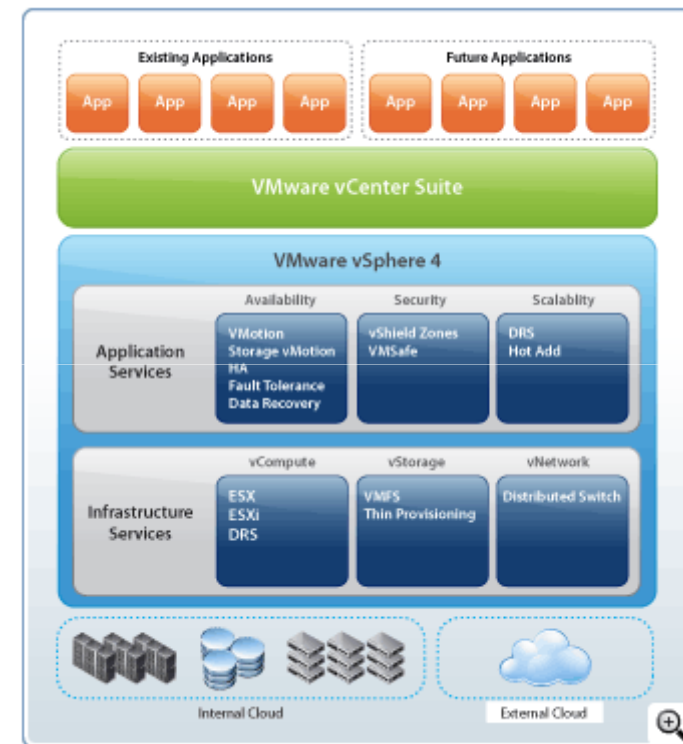 Existing Applications
Future Applications
App App App App
App App App App
VMware vCenter Suite
VMware vSphere 4
Availability
Security
Scalablity
Application
Services
VMotion
Storage vMotion
HA
Fault Tolerance
Data Recovery
vShield Zones
VMSafe
DRS
Hot Add
vCompute
vStorage
vNetwork
Infrastructure
Services
ESX
ESXi
DRS
VMFS
Thin Provisioning
Distributed Switch
Internal Cloud
External Cloud